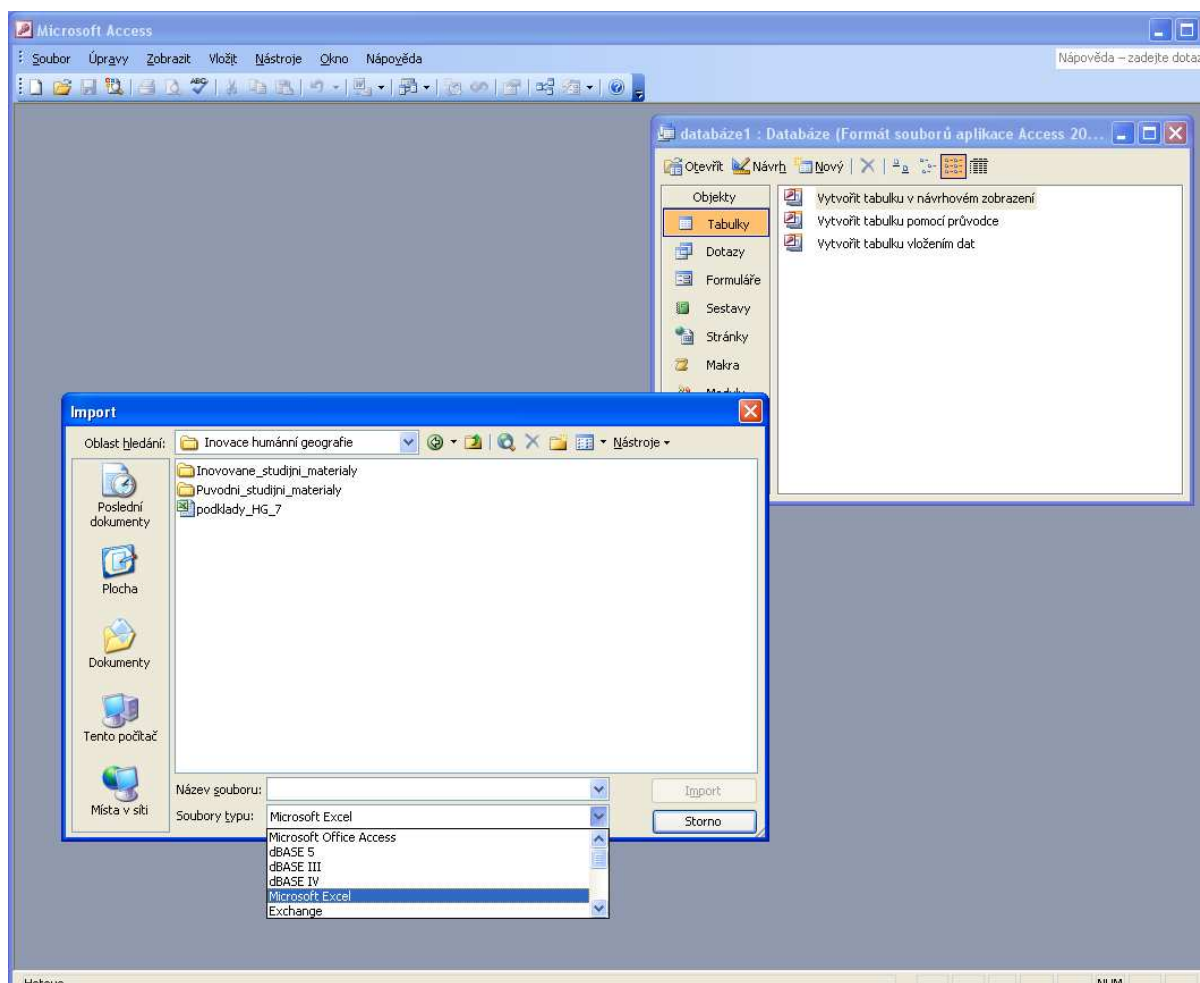 Microsoft Access
Soubor Úpravy Zobrazit Vložit Nástroje Okno Nápověda
Nápověda – zadejte dotaz
databáze1 : Databáze (Formát souborů aplikace Access 20...
Otevřít Návrh Nový
Objekty
Tabulky
Dotazy
Formuláře
Sestavy
Stránky
Makra
Moduly
Vytvořit tabulku v návrhovém zobrazení
Vytvořit tabulku pomocí průvodce
Vytvořit tabulku vložením dat
Import
Oblast hledání: Inovace humánní geografie Nástroje
Poslední
dokumenty
Plocha
Dokumenty
Tento počítač
Místa v síti
Inovovane_studijni_materialy
Puvodni_studijni_materialy
podklady_HG_7
Název souboru:
Import
Soubory typu: Microsoft Excel
Storno
Microsoft Office Access
dBASE 5
dBASE III
dBASE IV
Microsoft Excel
Exchange
Hotovo
NUM